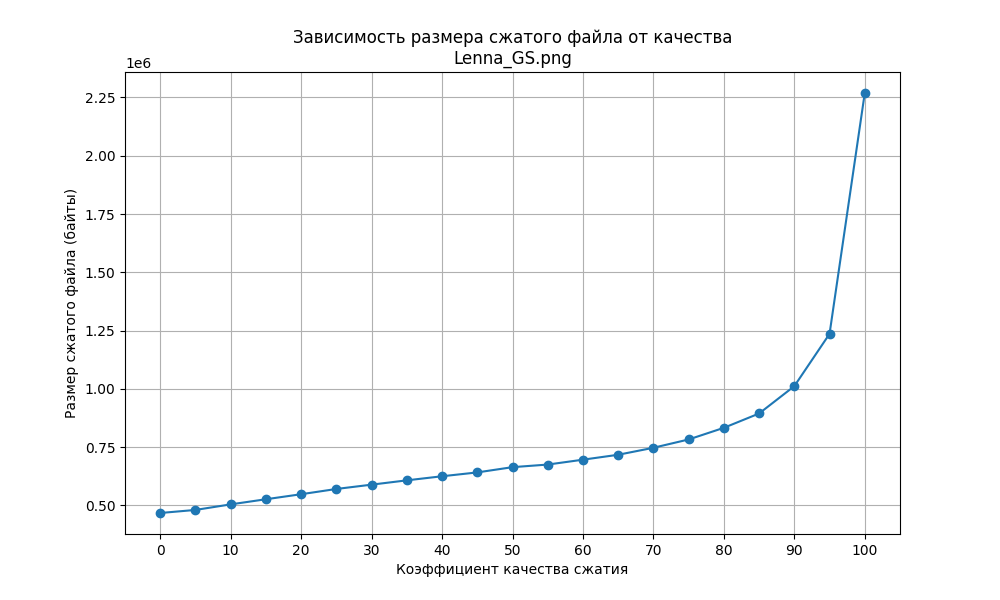 Зависимость размера сжатого файла от качества
Lenna_GS.png
1e6
2.25
2.00
1.75
1.50
1.25
1.00
0.75
0.50
Размер сжатого файла (байты)
0 10 20 30 40 50 60 70 80 90 100
Коэффициент качества сжатия